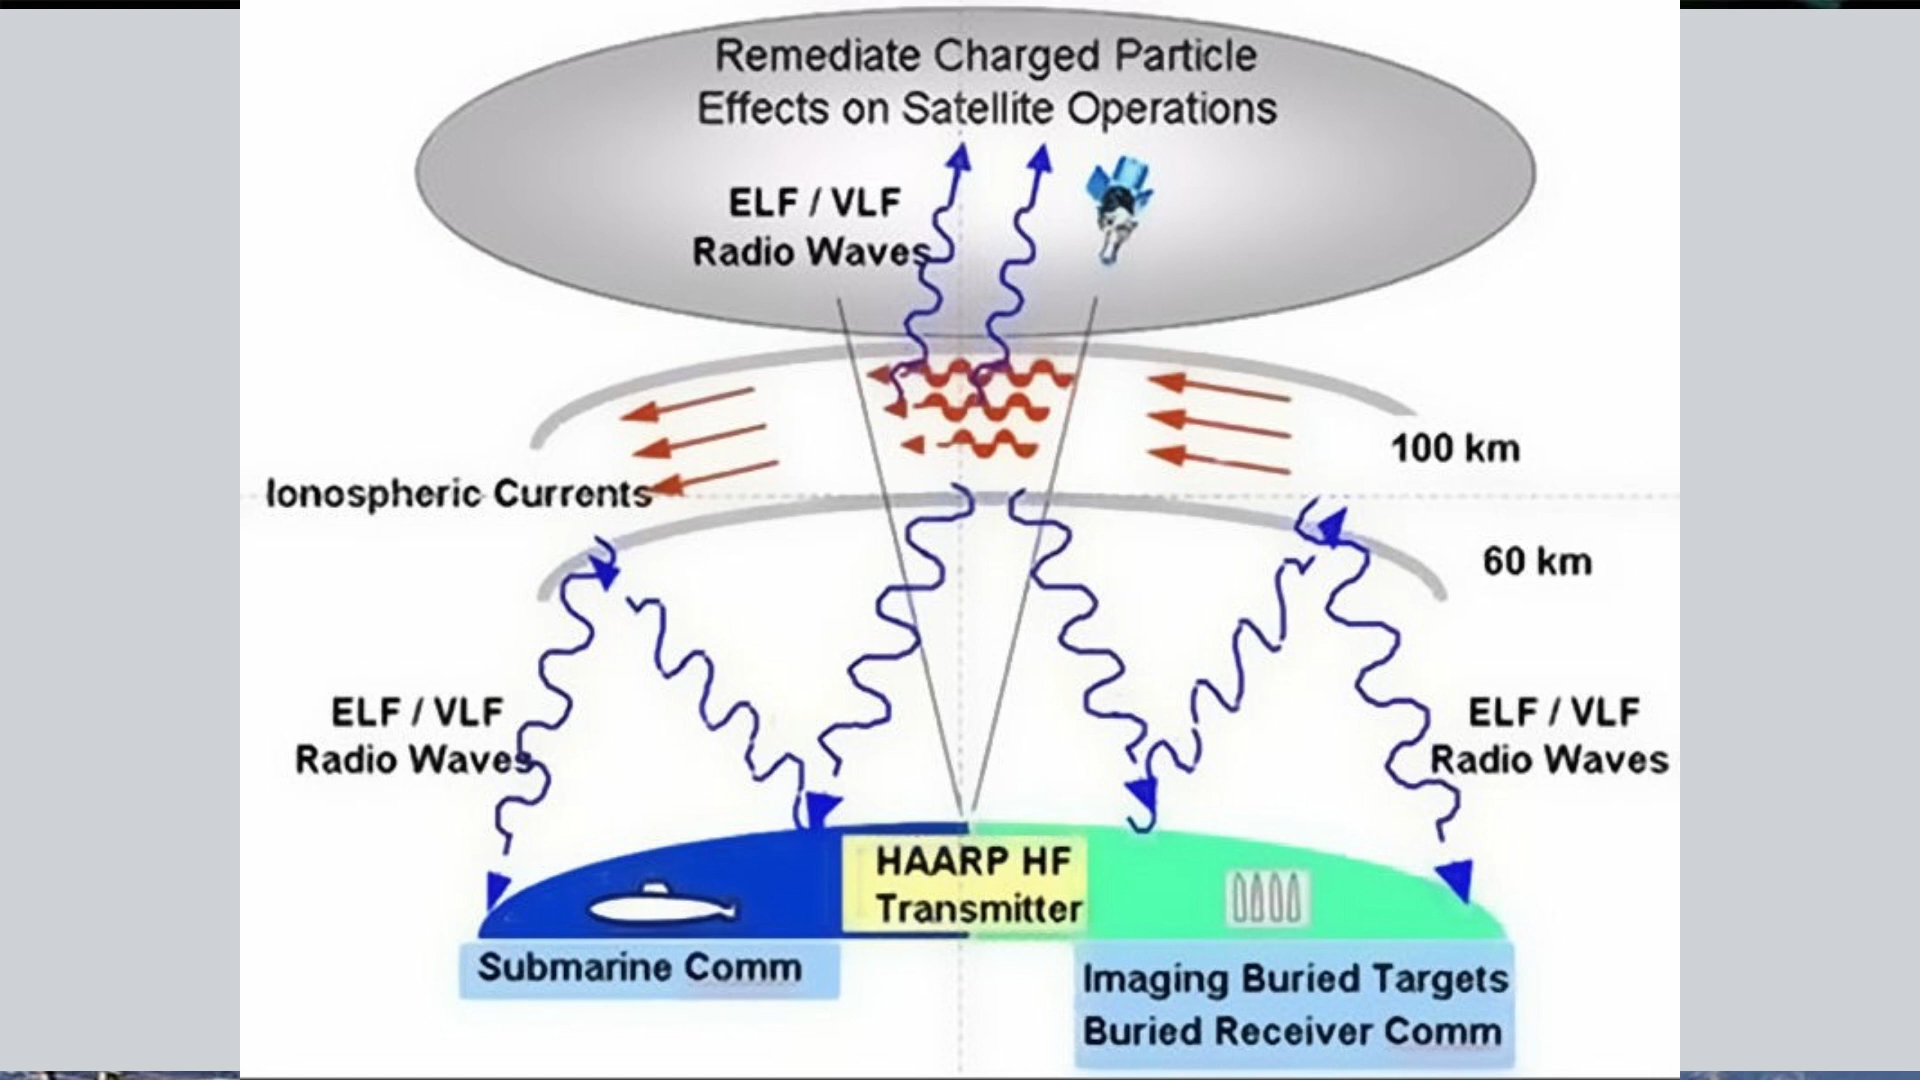 Remediate Charged Particle
Effects on Satellite Operations
ELF / VLF
Radio Waves
100 km
Ionospheric Currents
60 km
ELF / VLF
Radio Waves
ELF / VLF
Radio Waves
HAARP HF
Transmitter
Submarine Comm
Imaging Buried Targets
Buried Receiver Comm